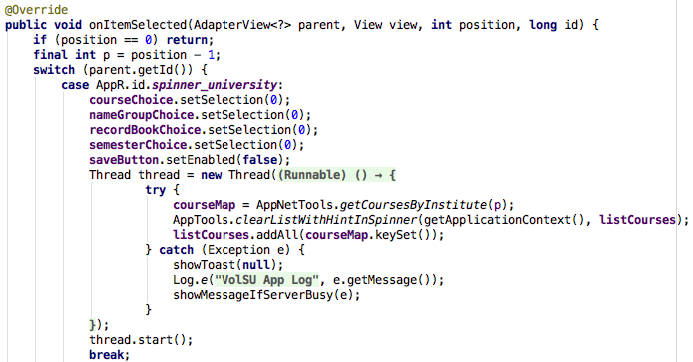 @Override
public void onItemSelected(AdapterView<?> parent, View view, int position, long id) {
    if (position == 0) return;
    final int p = position - 1;
    switch (parent.getId()) {
        case AppR.id.spinner_university:
            courseChoice.setSelection(0);
            nameGroupChoice.setSelection(0);
            recordBookChoice.setSelection(0);
            semesterChoice.setSelection(0);
            saveButton.setEnabled(false);
            Thread thread = new Thread((Runnable) () → {
                    try {
                        courseMap = AppNetTools.getCoursesByInstitute(p);
                        AppTools.clearListWithHintInSpinner(getApplicationContext(), listCourses);
                        listCourses.addAll(courseMap.keySet());
                    } catch (Exception e) {
                        showToast(null);
                        Log.e("VolSU App Log", e.getMessage());
                        showMessageIfServerBusy(e);
                    }
            });
            thread.start();
            break;